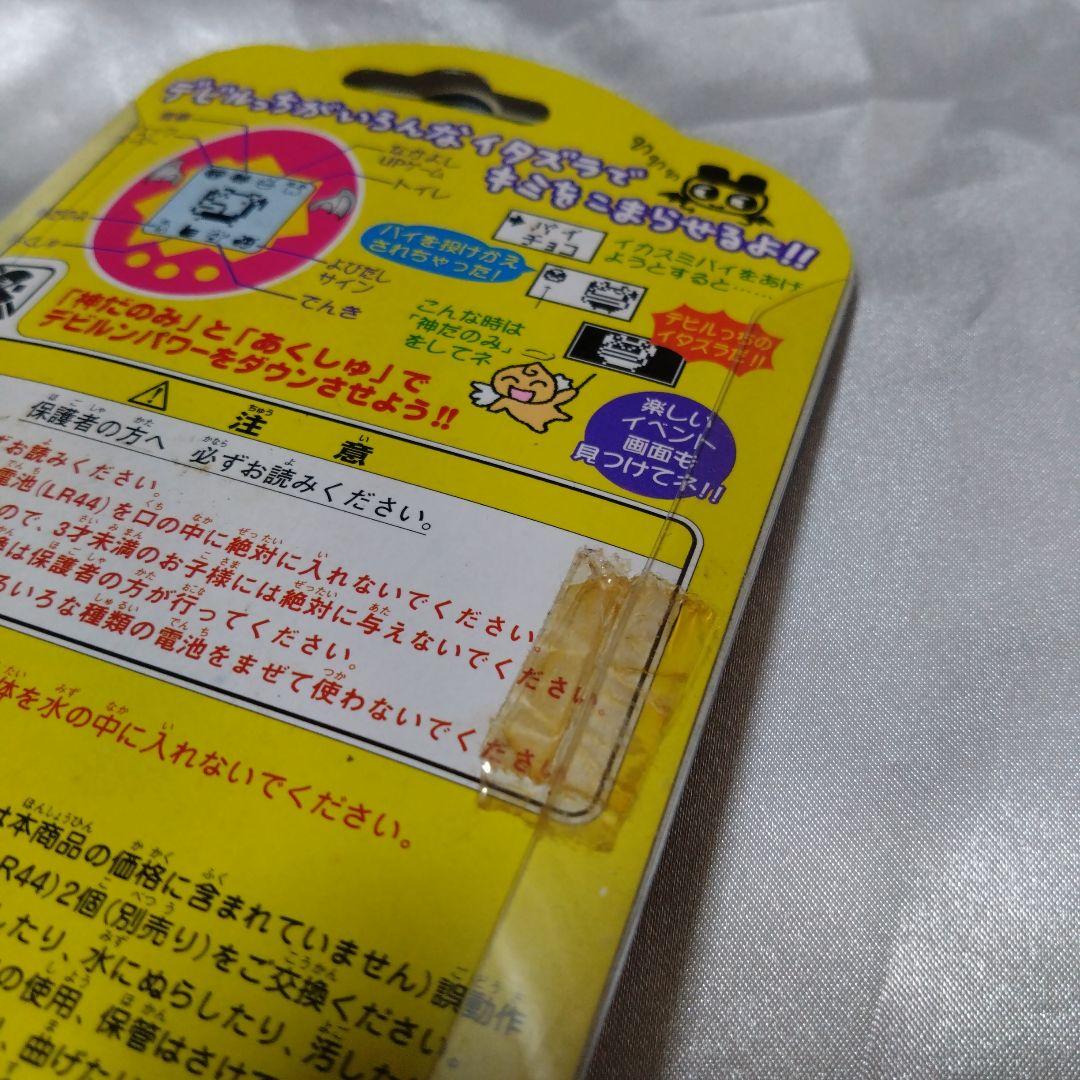 デビルっちがいろんなイタズラで
キミをこまらせるよ!!
なかよし
UPゲーム
トイレ
よびだし
サイン
でんき
パイ
チョコ
イカスミパイをあげ
ようとすると……
パイを投げかえ
されちゃった!
こんな時は
「神だのみ」
をしてネ
デビルっちの
イタズラだ!!
「神だのみ」と「あくしゅ」で
デビルンパワーをダウンさせよう!!
楽しい
イベント
画面も
見つけてネ!!
注意
保護者の方へ 必ずお読みください。
ずお読みください。
電池(LR44)を口の中に絶対に入れないでください。
ので、3才未満のお子様には絶対に与えないでください。
は保護者の方が行ってください。
ろいろな種類の電池をまぜて使わないでください
体を水の中に入れないでください。
は本商品の価格に含まれていません)誤動作
R44)2個(別売り)をご交換ください。
したり、水にぬらしたり、汚した
の使用、保管はさけて
、曲げたり